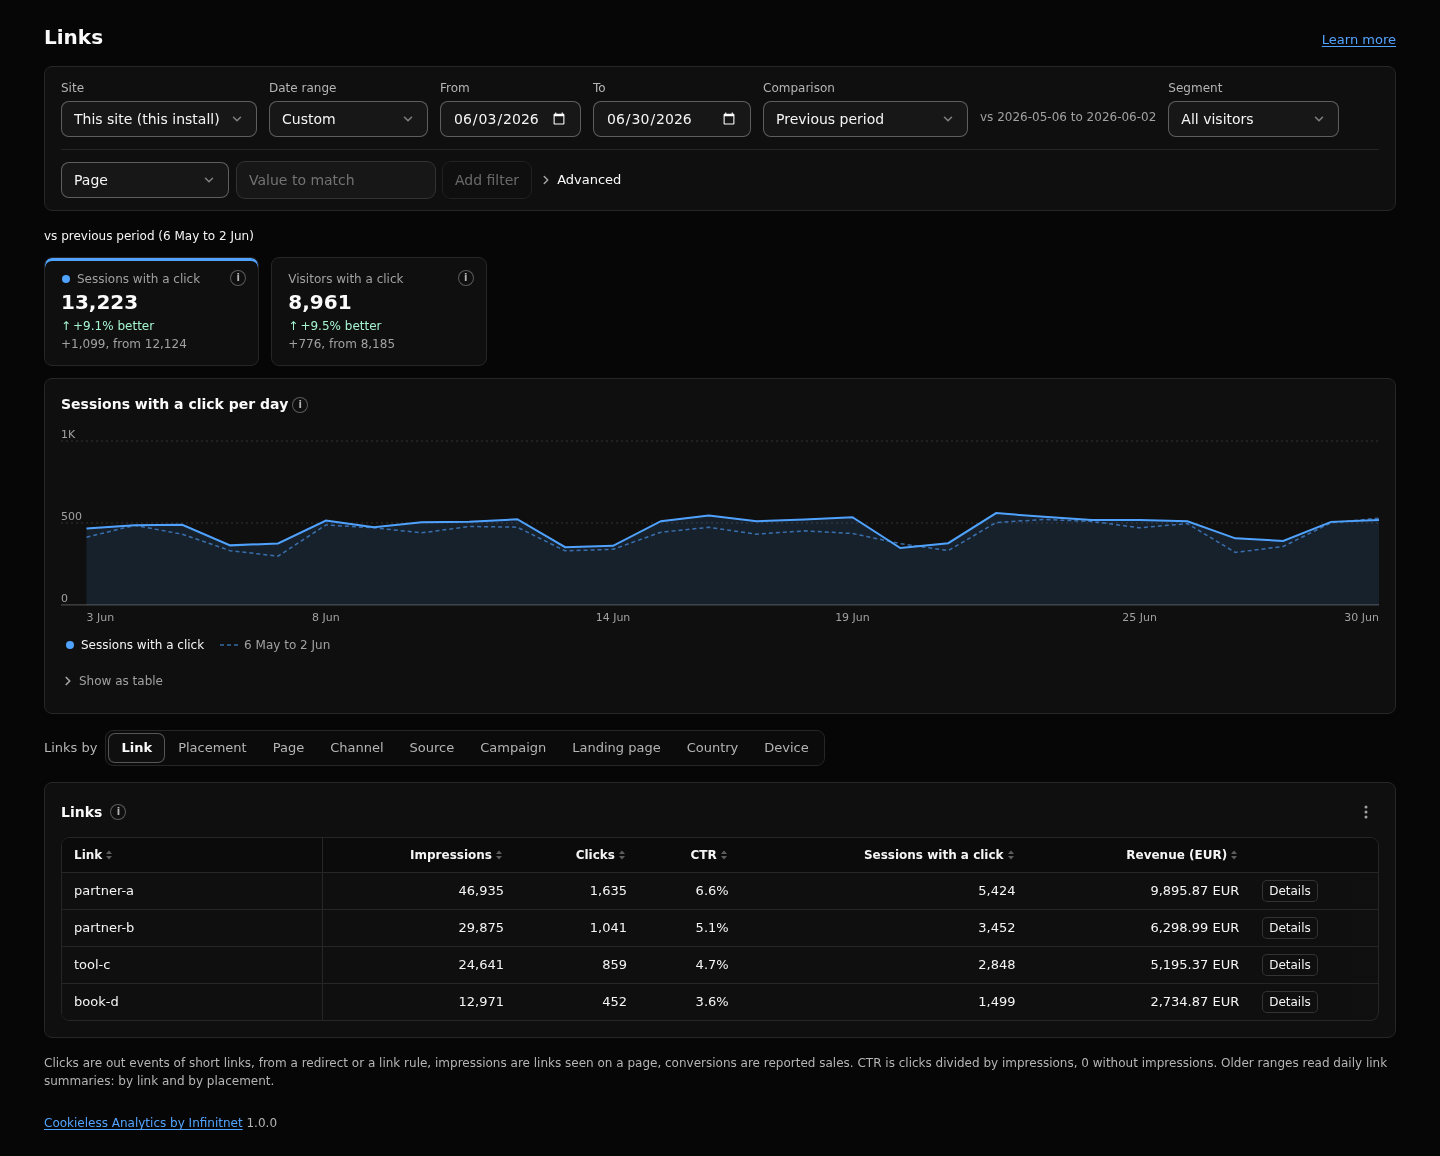 Links
Learn more
Site
Date range
From
To
Comparison
Segment
This site (this install)
Custom
06/03/2026
06/30/2026
Previous period
vs 2026-05-06 to 2026-06-02
All visitors
Page
Value to match
Add filter
Advanced
vs previous period (6 May to 2 Jun)
Sessions with a click
i
13,223
↑ +9.1% better
+1,099, from 12,124
Visitors with a click
i
8,961
↑ +9.5% better
+776, from 8,185
Sessions with a click per day i
1K
500
0
3 Jun 8 Jun 14 Jun 19 Jun 25 Jun 30 Jun
Sessions with a click 6 May to 2 Jun
Show as table
Links by Link Placement Page Channel Source Campaign Landing page Country Device
Links i
Link Impressions Clicks CTR Sessions with a click Revenue (EUR)
partner-a 46,935 1,635 6.6% 5,424 9,895.87 EUR Details
partner-b 29,875 1,041 5.1% 3,452 6,298.99 EUR Details
tool-c 24,641 859 4.7% 2,848 5,195.37 EUR Details
book-d 12,971 452 3.6% 1,499 2,734.87 EUR Details
Clicks are out events of short links, from a redirect or a link rule, impressions are links seen on a page, conversions are reported sales. CTR is clicks divided by impressions, 0 without impressions. Older ranges read daily link
summaries: by link and by placement.
Cookieless Analytics by Infinitnet 1.0.0